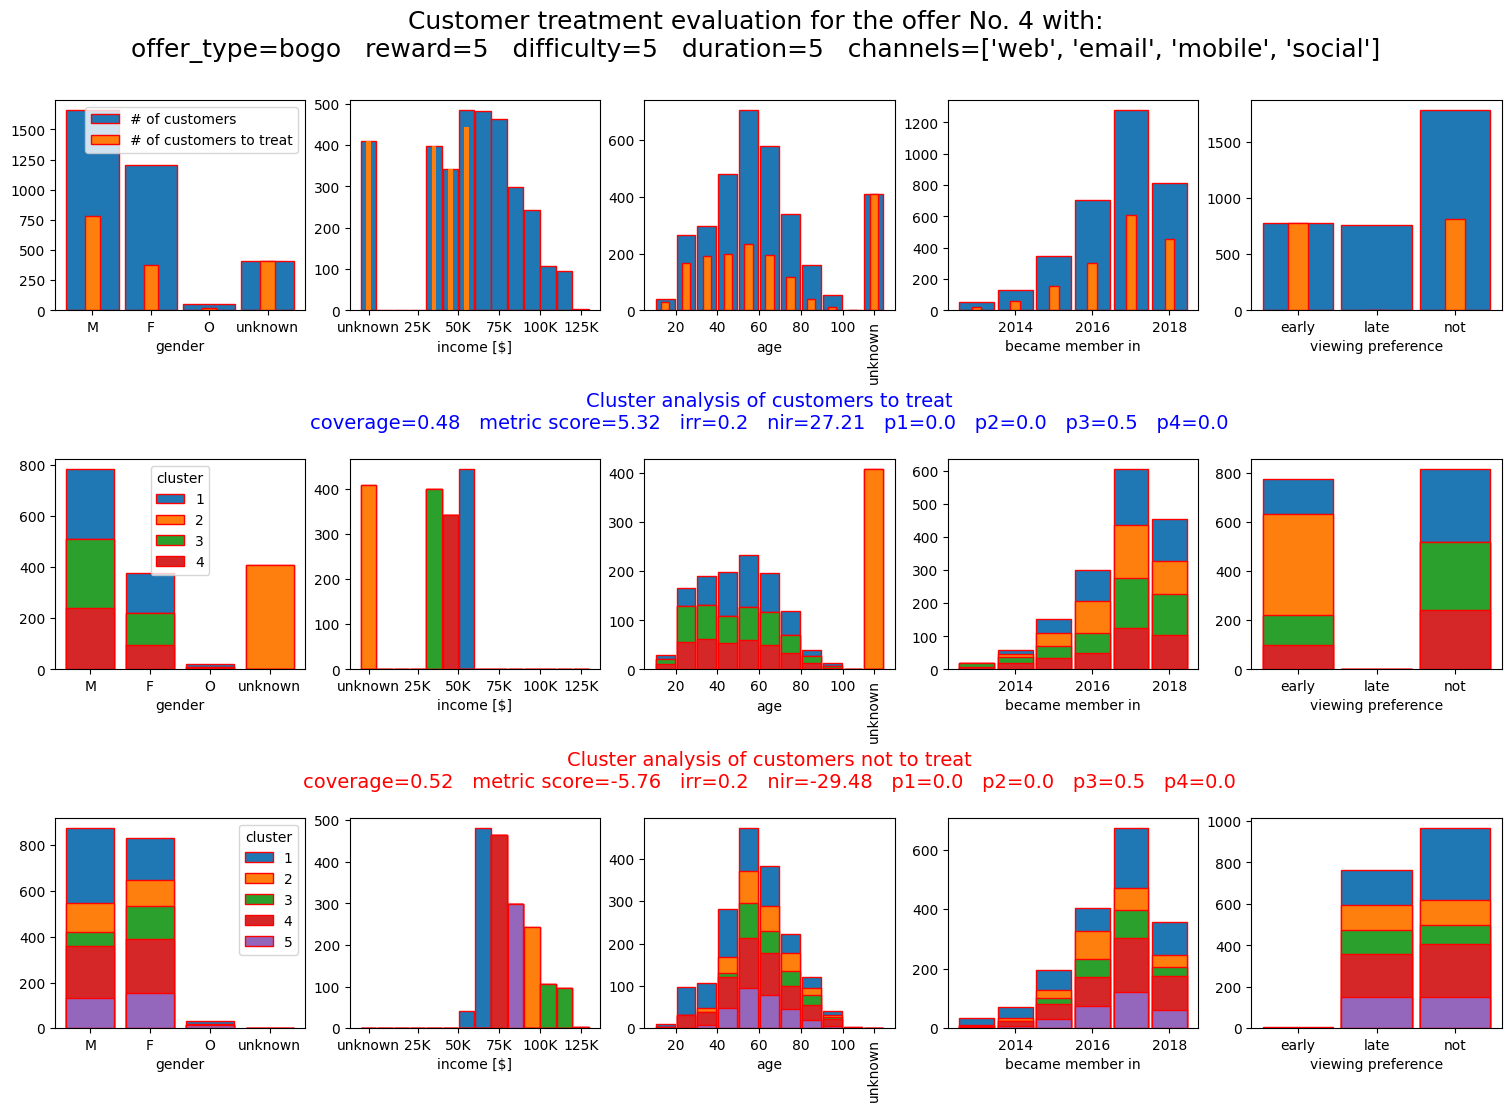 Customer treatment evaluation for the offer No. 4 with:
offer_type=bogo   reward=5   difficulty=5   duration=5   channels=['web', 'email', 'mobile', 'social']
# of customers
# of customers to treat
1500
1250
1000
750
500
250
0
M F O unknown
gender
500
400
300
200
100
0
unknown 25K 50K 75K 100K 125K
income [$]
600
400
200
0
20 40 60 80 100 unknown
age
1200
1000
800
600
400
200
0
2014 2016 2018
became member in
1500
1000
500
0
early late not
viewing preference
Cluster analysis of customers to treat
coverage=0.48   metric score=5.32   irr=0.2   nir=27.21   p1=0.0   p2=0.0   p3=0.5   p4=0.0
cluster
1
2
3
4
800
600
400
200
0
M F O unknown
gender
400
300
200
100
0
unknown 25K 50K 75K 100K 125K
income [$]
400
300
200
100
0
20 40 60 80 100 unknown
age
600
500
400
300
200
100
0
2014 2016 2018
became member in
800
600
400
200
0
early late not
viewing preference
Cluster analysis of customers not to treat
coverage=0.52   metric score=-5.76   irr=0.2   nir=-29.48   p1=0.0   p2=0.0   p3=0.5   p4=0.0
cluster
1
2
3
4
5
800
600
400
200
0
M F O unknown
gender
500
400
300
200
100
0
unknown 25K 50K 75K 100K 125K
income [$]
400
300
200
100
0
20 40 60 80 100 unknown
age
600
400
200
0
2014 2016 2018
became member in
1000
800
600
400
200
0
early late not
viewing preference